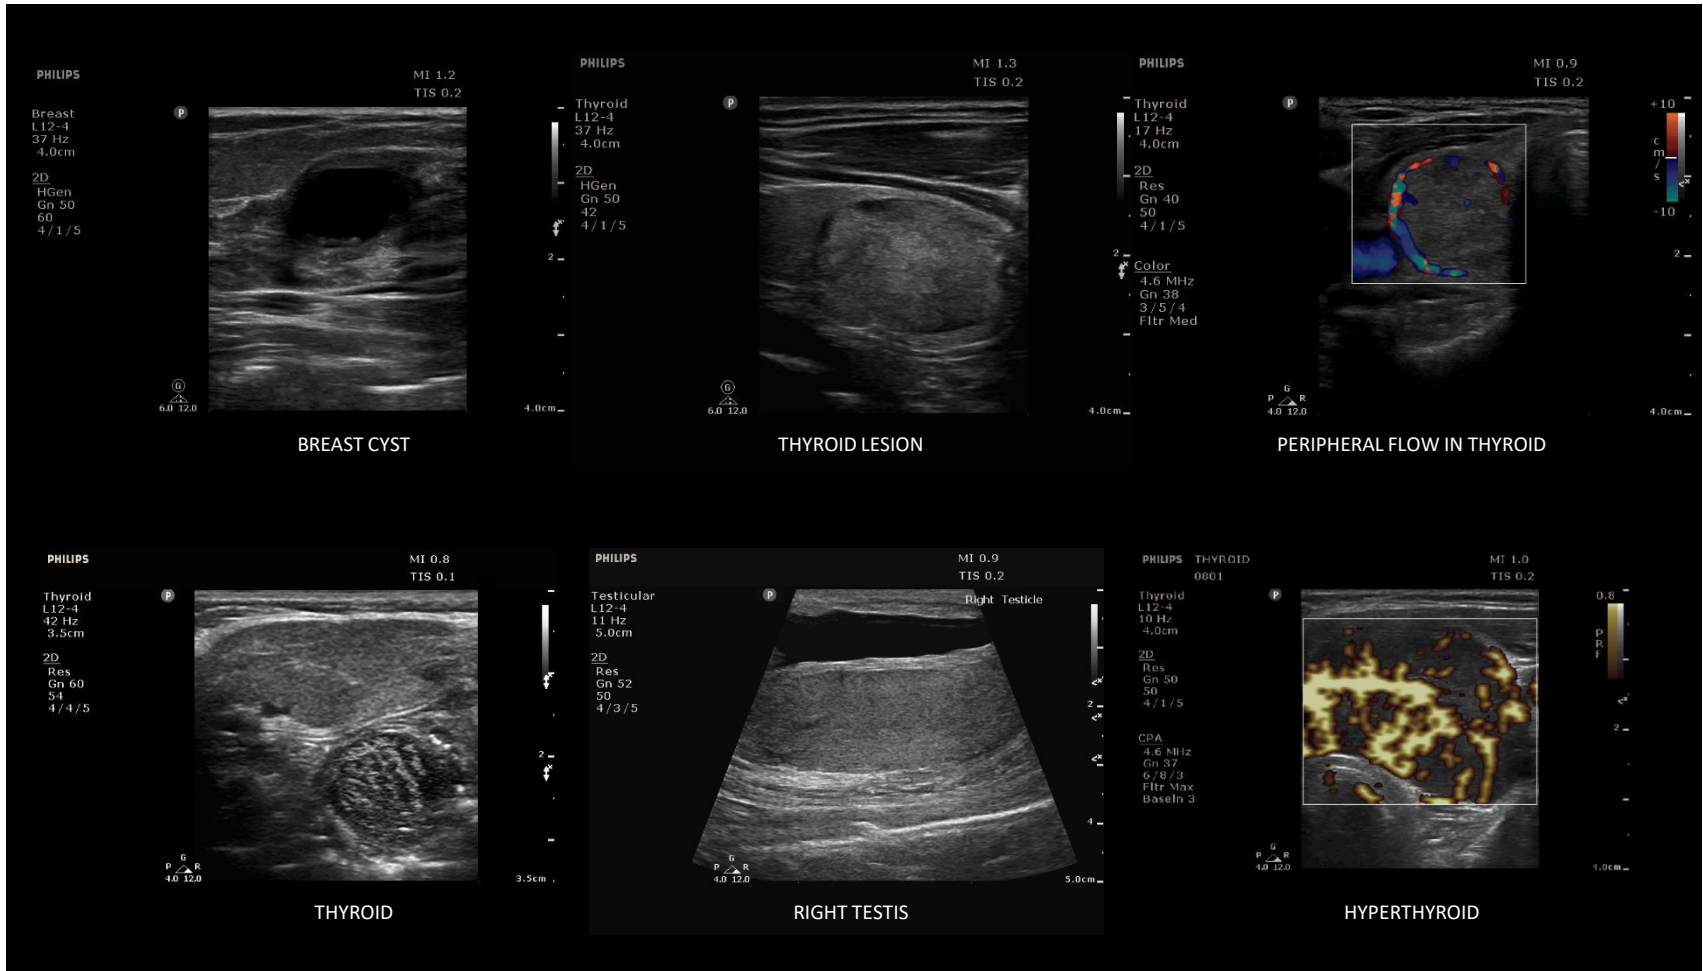 PHILIPS
MI 1.2
TIS 0.2
Breast
L12-4
37 Hz
4.0cm
2D
HGen
Gn 50
60
4/1/5
P
2
G
6.0 12.0
4.0cm
BREAST CYST
PHILIPS
MI 1.3
TIS 0.2
Thyroid
L12-4
37 Hz
4.0cm
2D
HGen
Gn 50
42
4/1/5
P
2
G
6.0 12.0
4.0cm
THYROID LESION
PHILIPS
MI 0.9
TIS 0.2
Thyroid
L12-4
17 Hz
4.0cm
2D
Res
Gn 40
50
4/1/5
Color
4.6 MHz
Gn 38
3/5/4
Fltr Med
P
+10
cm/s
-10
2
G
P R
4.0 12.0
4.0cm
PERIPHERAL FLOW IN THYROID
PHILIPS
MI 0.8
TIS 0.1
Thyroid
L12-4
42 Hz
3.5cm
2D
Res
Gn 60
54
4/4/5
P
2
G
P R
4.0 12.0
3.5cm
THYROID
PHILIPS
MI 0.9
TIS 0.2
Testicular
L12-4
11 Hz
5.0cm
2D
Res
Gn 52
50
4/3/5
P
Right Testicle
2
4
G
P R
4.0 12.0
5.0cm
RIGHT TESTIS
PHILIPS THYROID
0801
MI 1.0
TIS 0.2
Thyroid
L12-4
10 Hz
4.0cm
2D
Res
Gn 50
50
4/1/5
CPA
4.6 MHz
Gn 37
6/8/3
Fltr Max
Baseln 3
P
0.8
PRF
2
G
P R
4.0 12.0
4.0cm
HYPERTHYROID